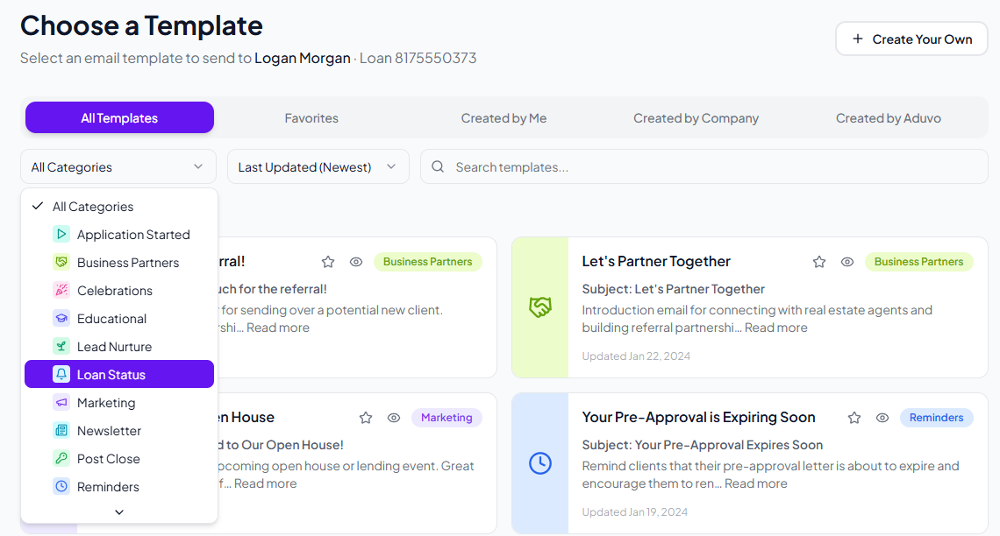 Choose a Template
Select an email template to send to Logan Morgan · Loan 8175550373
+ Create Your Own
All Templates
Favorites
Created by Me
Created by Company
Created by Aduvo
All Categories
Last Updated (Newest)
Search templates...
All Categories
Application Started
Business Partners
Celebrations
Educational
Lead Nurture
Loan Status
Marketing
Newsletter
Post Close
Reminders
rral!
Business Partners
uch for the referral!
for sending over a potential new client.
rshi... Read more
Let's Partner Together
Business Partners
Subject: Let's Partner Together
Introduction email for connecting with real estate agents and
building referral partnershi... Read more
Updated Jan 22, 2024
en House
Marketing
d to Our Open House!
pcoming open house or lending event. Great
f... Read more
Your Pre-Approval is Expiring Soon
Reminders
Subject: Your Pre-Approval Expires Soon
Remind clients that their pre-approval letter is about to expire and
encourage them to ren... Read more
Updated Jan 19, 2024